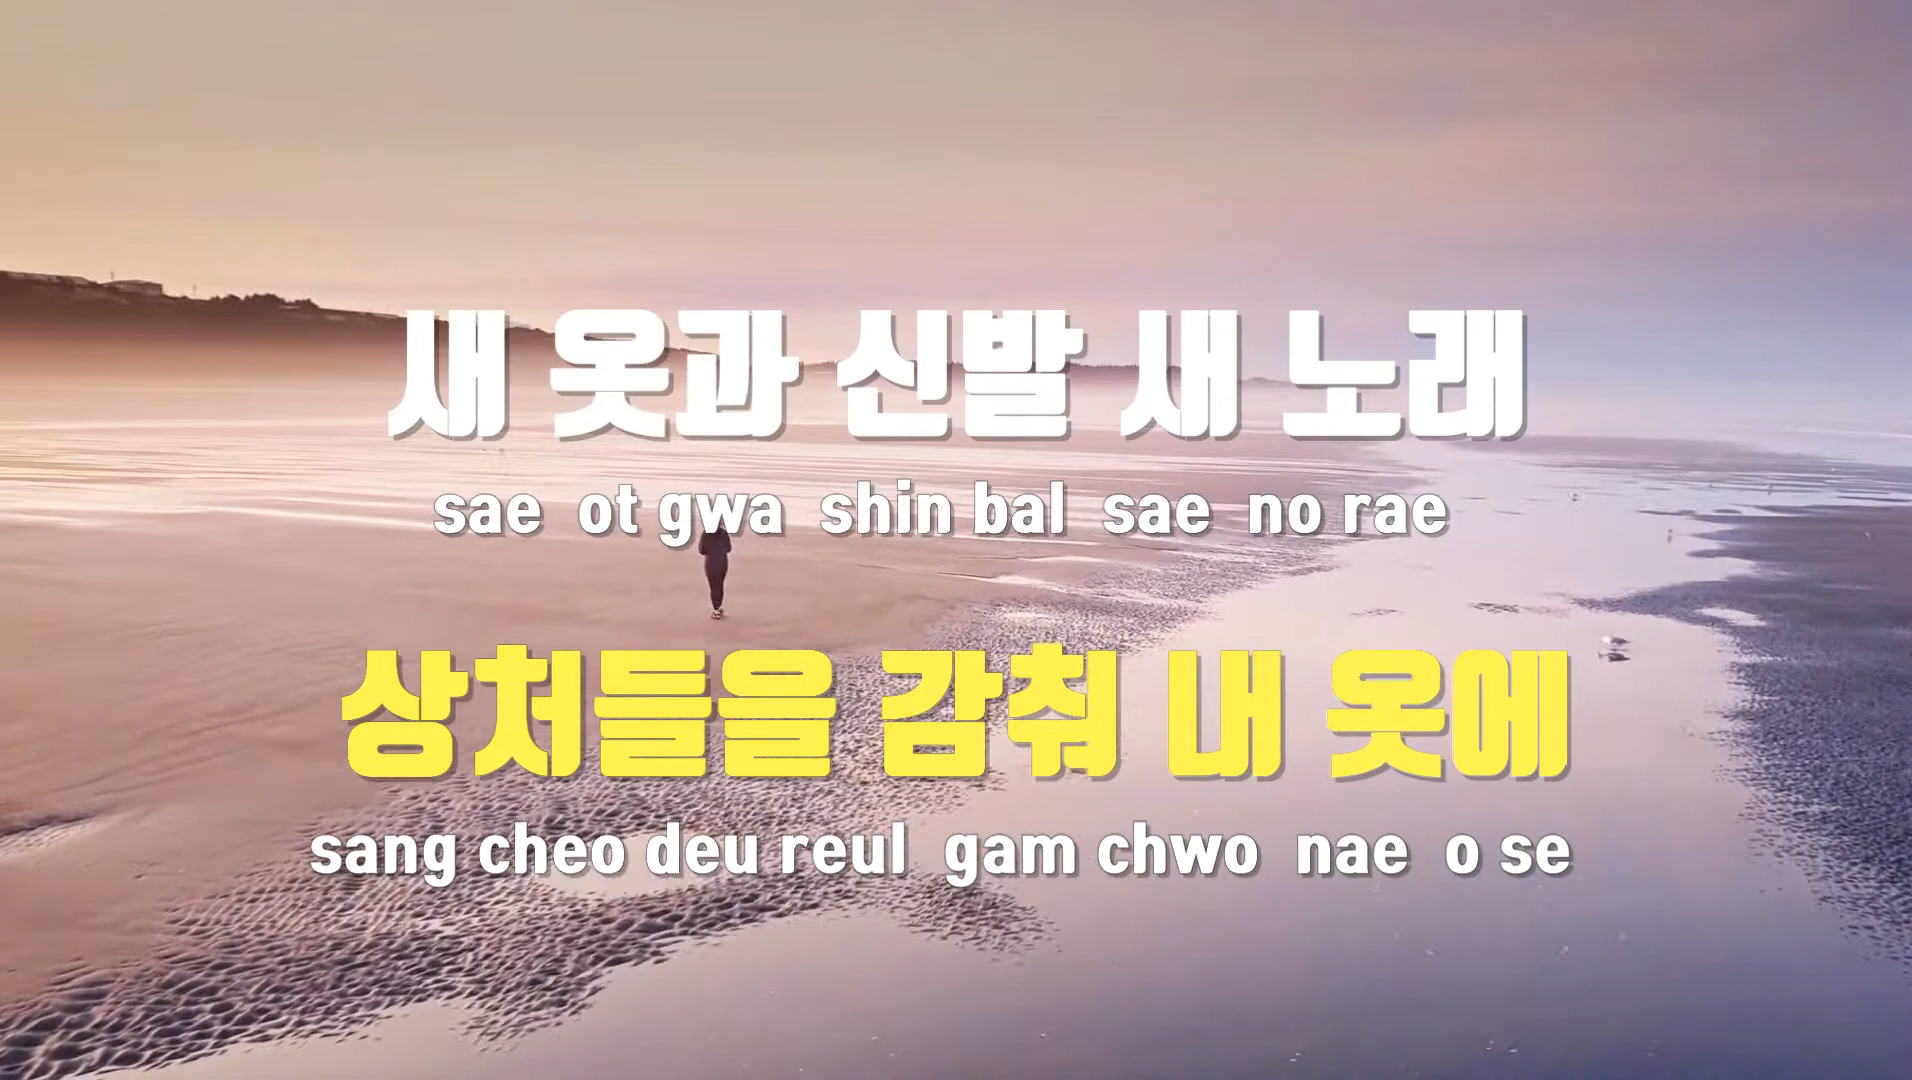 새 옷과 신발 새 노래
sae ot gwa shin bal sae no rae
상처들을 감춰 내 옷에
sang cheo deu reul gam chwo nae o se